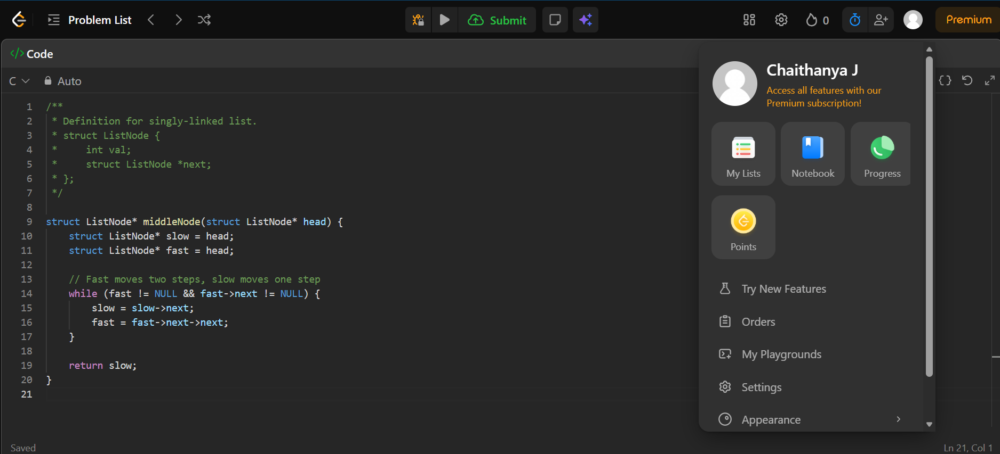 Problem List
Submit
0
Premium
Code
C
Auto
1 /**
2 * Definition for singly-linked list.
3 * struct ListNode {
4 *     int val;
5 *     struct ListNode *next;
6 * };
7 */
8
9 struct ListNode* middleNode(struct ListNode* head) {
10     struct ListNode* slow = head;
11     struct ListNode* fast = head;
12
13     // Fast moves two steps, slow moves one step
14     while (fast != NULL && fast->next != NULL) {
15         slow = slow->next;
16         fast = fast->next->next;
17     }
18
19     return slow;
20 }
21
Chaithanya J
Access all features with our
Premium subscription!
My Lists
Notebook
Progress
Points
Try New Features
Orders
My Playgrounds
Settings
Appearance
Saved
Ln 21, Col 1